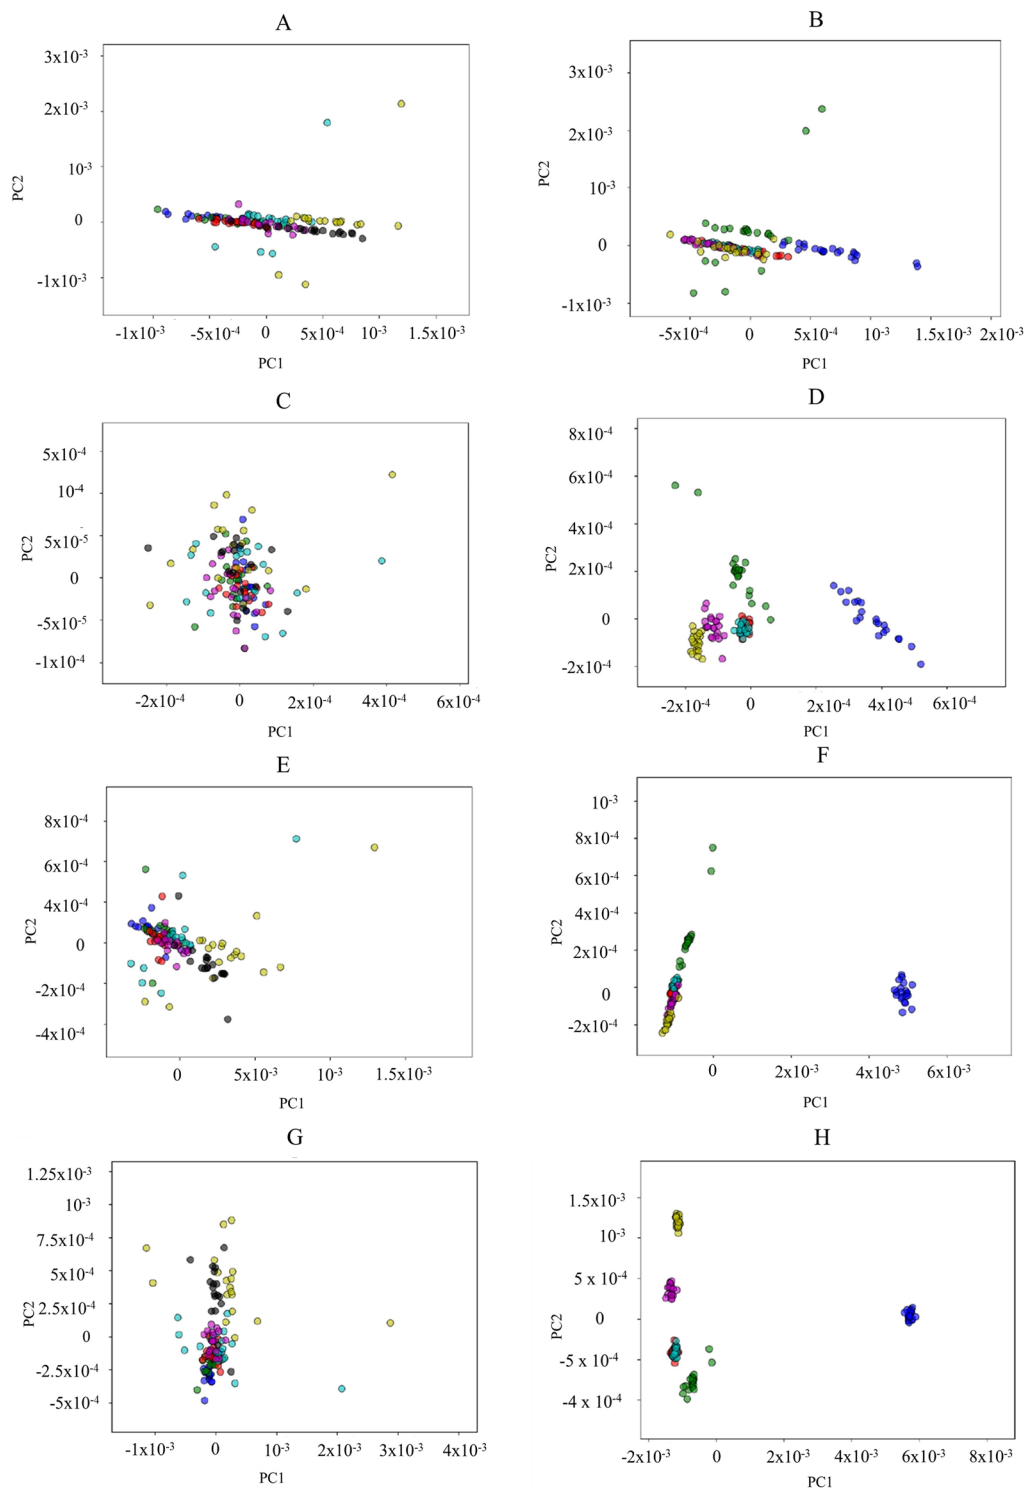 A
3x10-3
2x10-3
10-3
0
-1x10-3
PC2
-1x10-3 -5x10-4 0 5x10-4 10-3 1.5x10-3
PC1
B
3x10-3
2x10-3
10-3
0
-1x10-3
PC2
-5x10-4 0 5x10-4 10-3 1.5x10-3 2x10-3
PC1
C
5x10-4
10-4
5x10-5
0
-5x10-5
-1x10-4
PC2
-2x10-4 0 2x10-4 4x10-4 6x10-4
PC1
D
8x10-4
6x10-4
4x10-4
2x10-4
0
-2x10-4
PC2
-2x10-4 0 2x10-4 4x10-4 6x10-4
PC1
E
8x10-4
6x10-4
4x10-4
0
-2x10-4
-4x10-4
PC2
0 5x10-3 10-3 1.5x10-3
PC1
F
10-3
8x10-4
6x10-4
4x10-4
2x10-4
0
-2x10-4
PC2
0 2x10-3 4x10-3 6x10-3
PC1
G
1.25x10-3
10-3
7.5x10-4
5x10-4
2.5x10-4
0
-2.5x10-4
-5x10-4
PC2
-1x10-3 0 10-3 2x10-3 3x10-3 4x10-3
PC1
H
1.5x10-3
10-3
5 x 10-4
0
-5 x 10-4
-4 x 10-4
PC2
-2x10-3 0 2x10-3 4x10-3 6x10-3 8x10-3
PC1